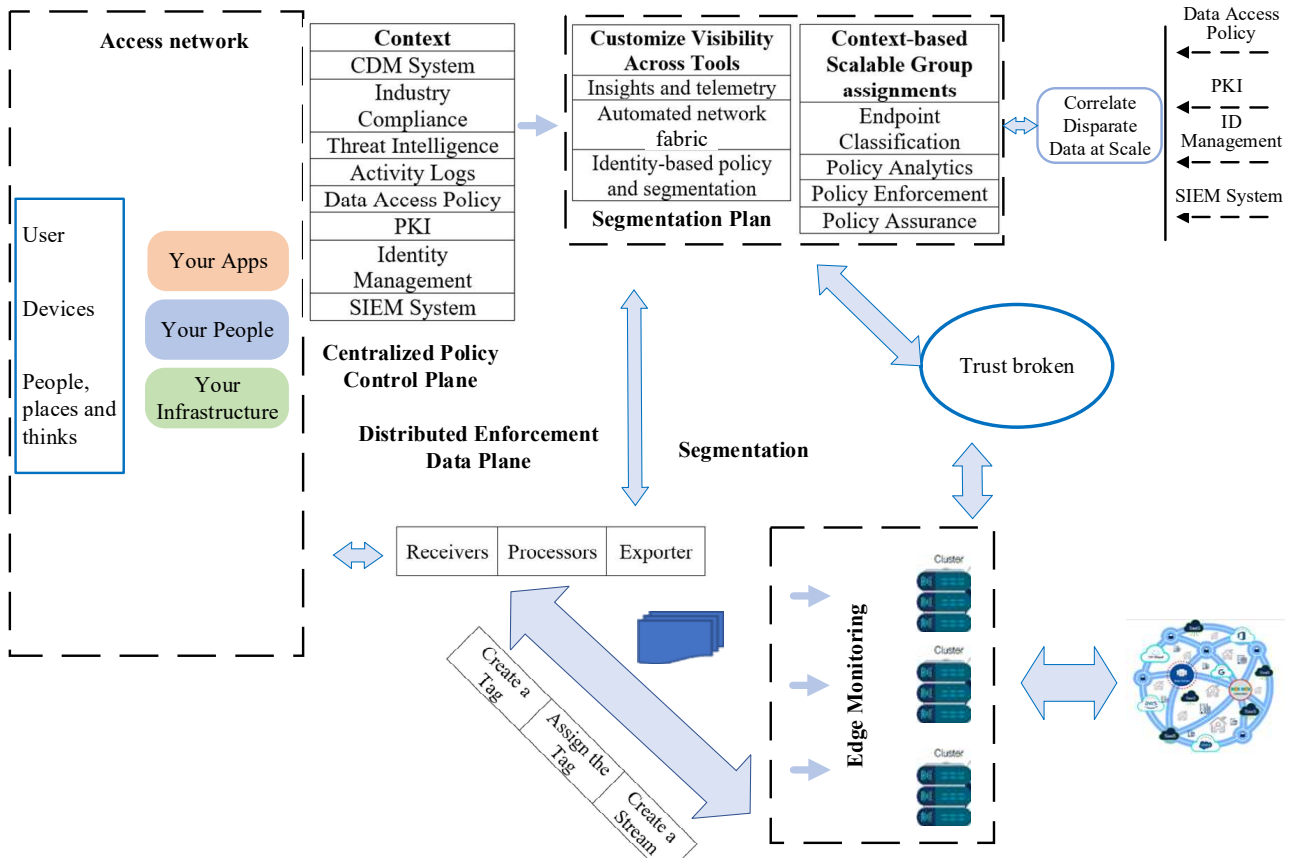 Access network
User
Devices
People,
places and
thinks
Your Apps
Your People
Your
Infrastructure
Context
CDM System
Industry
Compliance
Threat Intelligence
Activity Logs
Data Access Policy
PKI
Identity
Management
SIEM System
Centralized Policy
Control Plane
Distributed Enforcement
Data Plane
Segmentation
Customize Visibility
Across Tools
Insights and telemetry
Automated network
fabric
Identity-based policy
and segmentation
Segmentation Plan
Context-based
Scalable Group
assignments
Endpoint
Classification
Policy Analytics
Policy Enforcement
Policy Assurance
Correlate
Disparate
Data at Scale
Data Access
Policy
PKI
ID
Management
SIEM System
Trust broken
Receivers
Processors
Exporter
Create a
Tag
Assign the
Tag
Create a
Stream
Edge Monitoring
Cluster
Cluster
Cluster